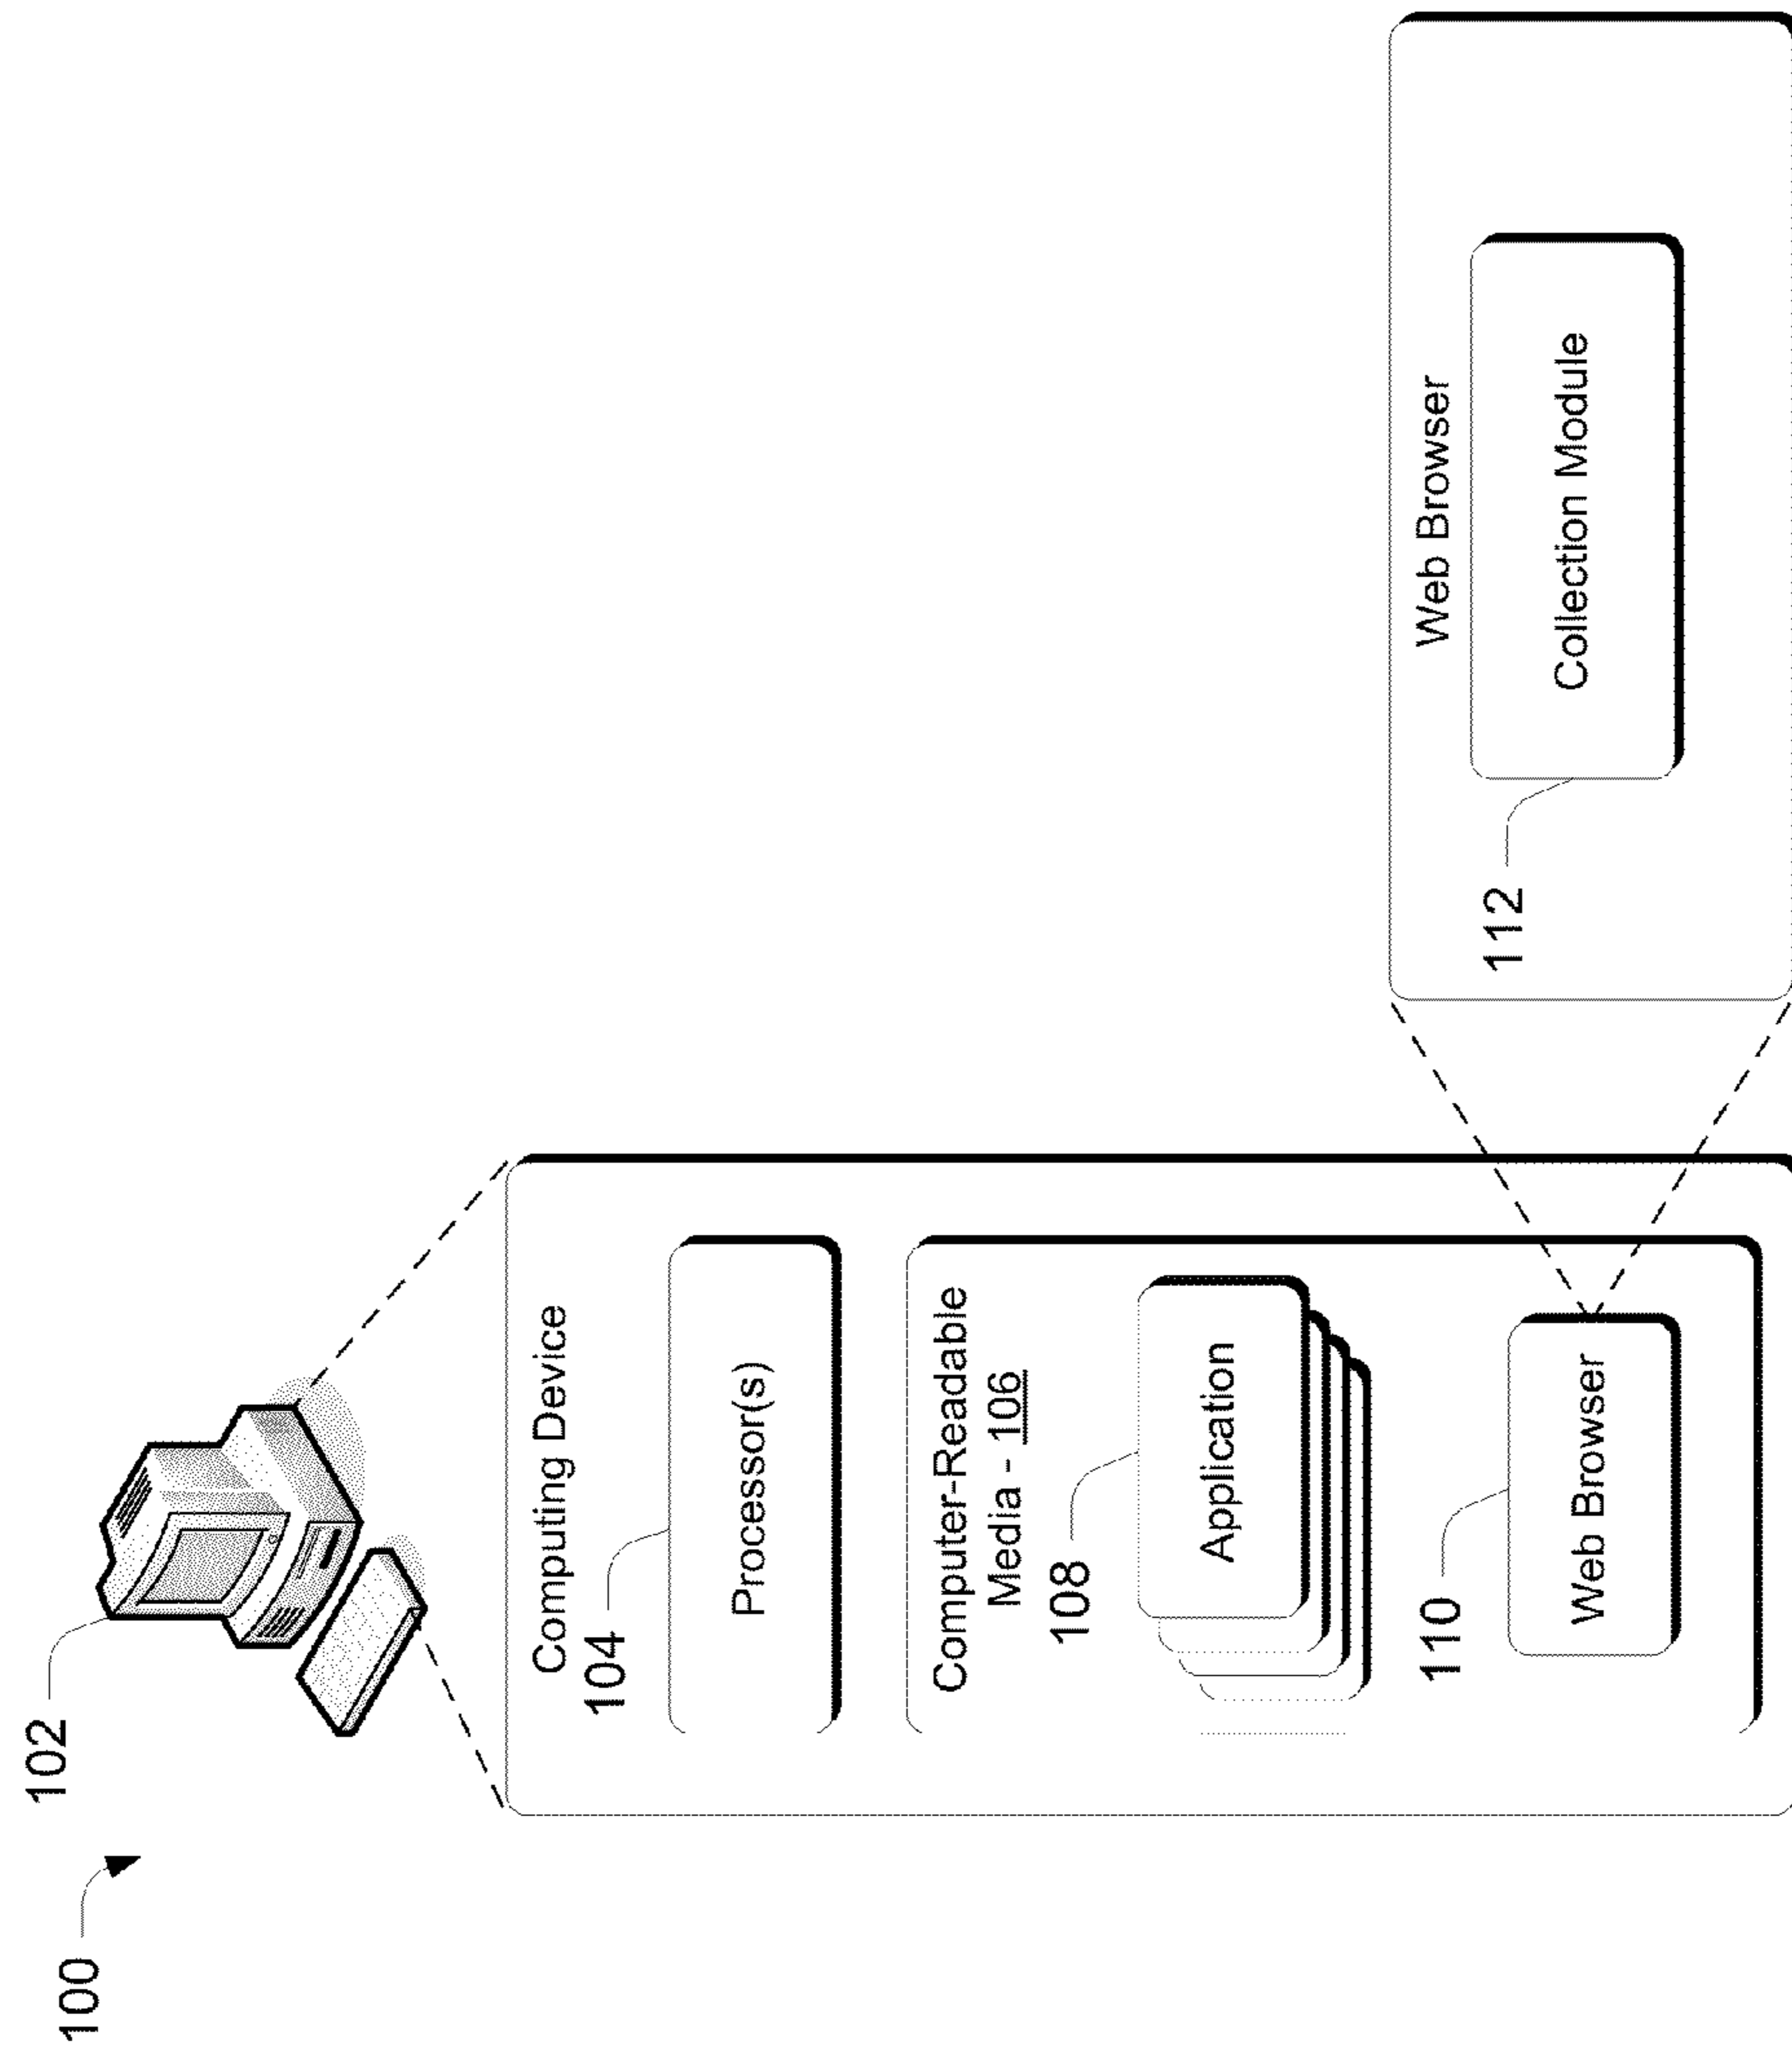 100
102
Computing Device
104
Processor(s)
Computer-Readable
Media - 106
108
Application
110
Web Browser
Web Browser
112
Collection Module